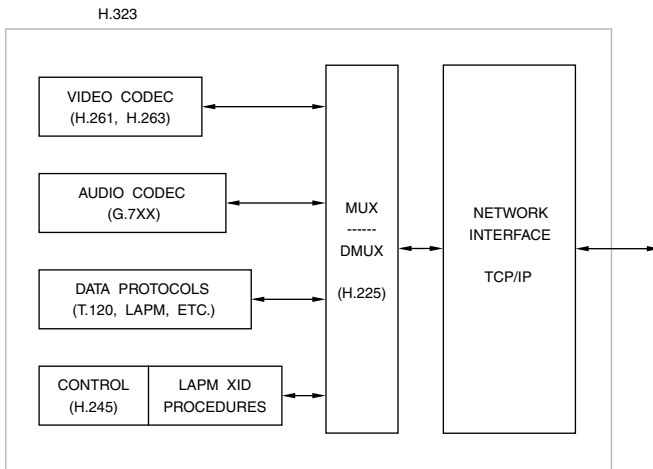 H.323
VIDEO CODEC
(H.261, H.263)
AUDIO CODEC
(G.7XX)
DATA PROTOCOLS
(T.120, LAPM, ETC.)
CONTROL
(H.245)
LAPM XID
PROCEDURES
MUX
------
DMUX
(H.225)
NETWORK
INTERFACE
TCP/IP